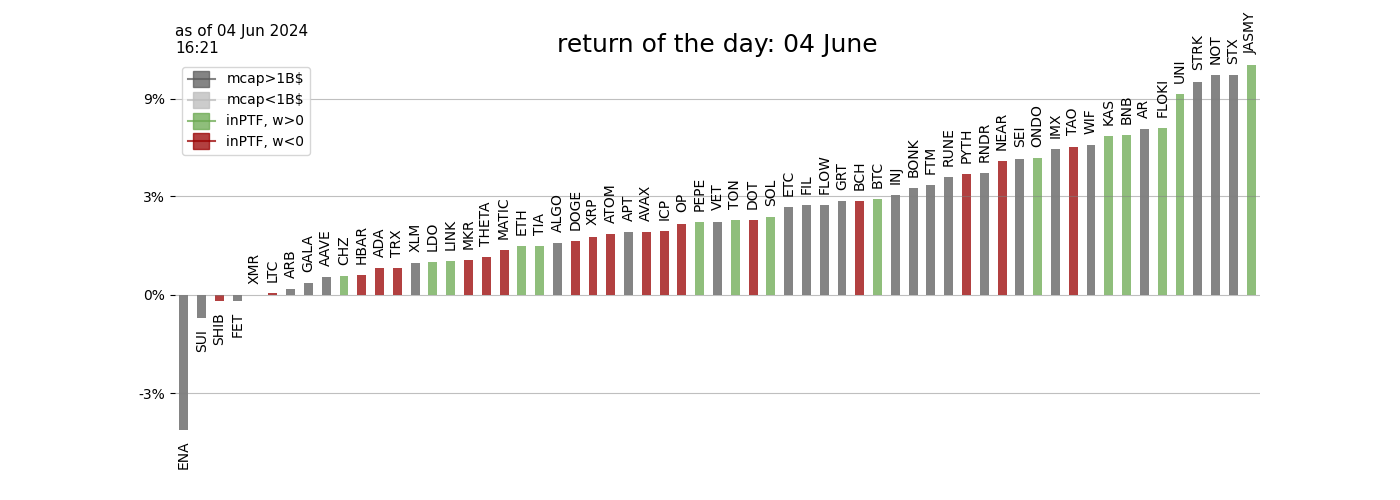 as of 04 Jun 2024
16:21
return of the day: 04 June
mcap>1B$
mcap<1B$
inPTF, w>0
inPTF, w<0
9%
3%
0%
-3%
ENA
SUI
SHIB
FET
XMR
LTC
ARB
GALA
AAVE
CHZ
HBAR
ADA
TRX
XLM
LDO
LINK
MKR
THETA
MATIC
ETH
TIA
ALGO
DOGE
XRP
ATOM
APT
AVAX
ICP
OP
PEPE
VET
TON
DOT
SOL
ETC
FIL
FLOW
GRT
BCH
BTC
INJ
BONK
FTM
RUNE
PYTH
RNDR
NEAR
SEI
ONDO
IMX
TAO
WIF
KAS
BNB
AR
FLOKI
UNI
STRK
NOT
STX
JASMY